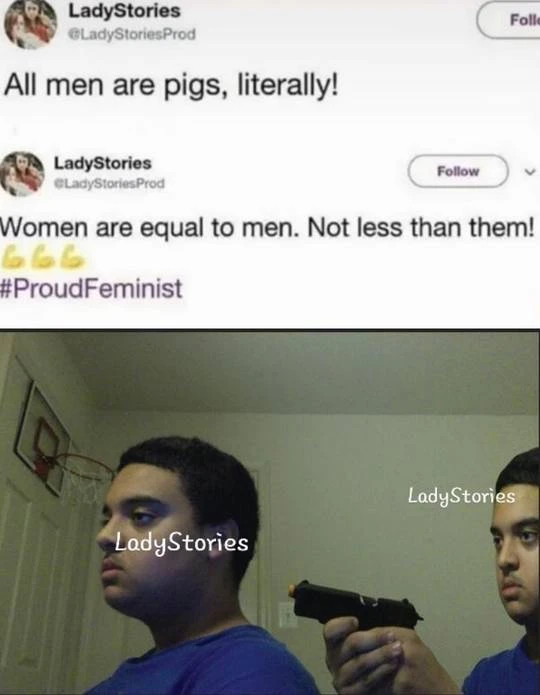 LadyStories
@LadyStoriesProd
Follo
All men are pigs, literally!
LadyStories
@LadyStoriesProd
Follow
Women are equal to men. Not less than them!
💪💪💪
#ProudFeminist
LadyStories
LadyStories